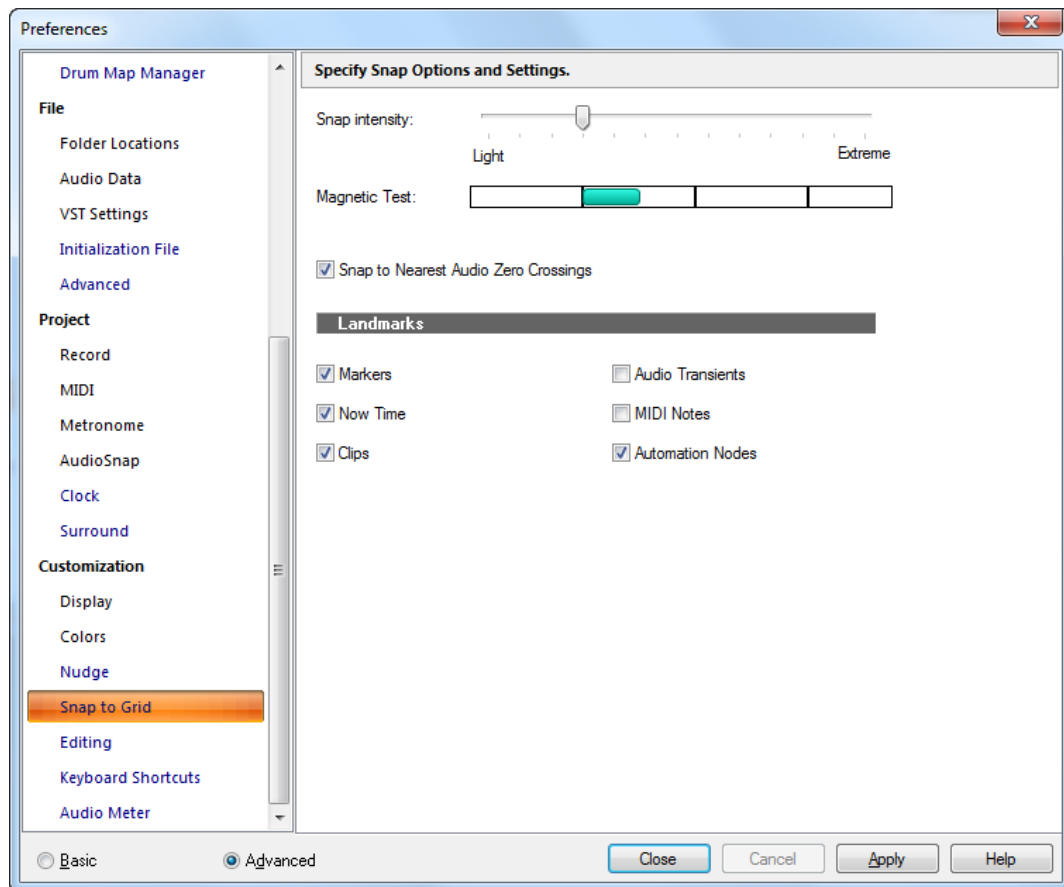 Preferences
Drum Map Manager
File
Folder Locations
Audio Data
VST Settings
Initialization File
Advanced
Project
Record
MIDI
Metronome
AudioSnap
Clock
Surround
Customization
Display
Colors
Nudge
Snap to Grid
Editing
Keyboard Shortcuts
Audio Meter
Specify Snap Options and Settings.
Snap intensity:
Light Extreme
Magnetic Test:
Snap to Nearest Audio Zero Crossings
Landmarks
Markers Audio Transients
Now Time MIDI Notes
Clips Automation Nodes
Basic Advanced Close Cancel Apply Help